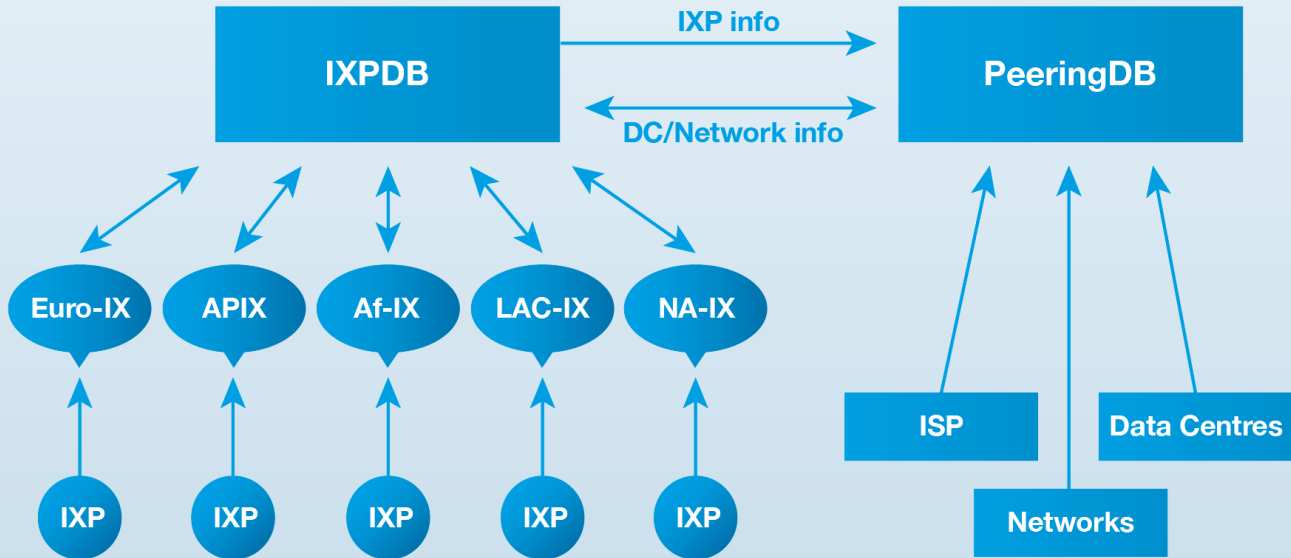 IXP info
IXPDB
PeeringDB
DC/Network info
Euro-IX
APIX
Af-IX
LAC-IX
NA-IX
ISP
Data Centres
IXP
IXP
IXP
IXP
IXP
Networks